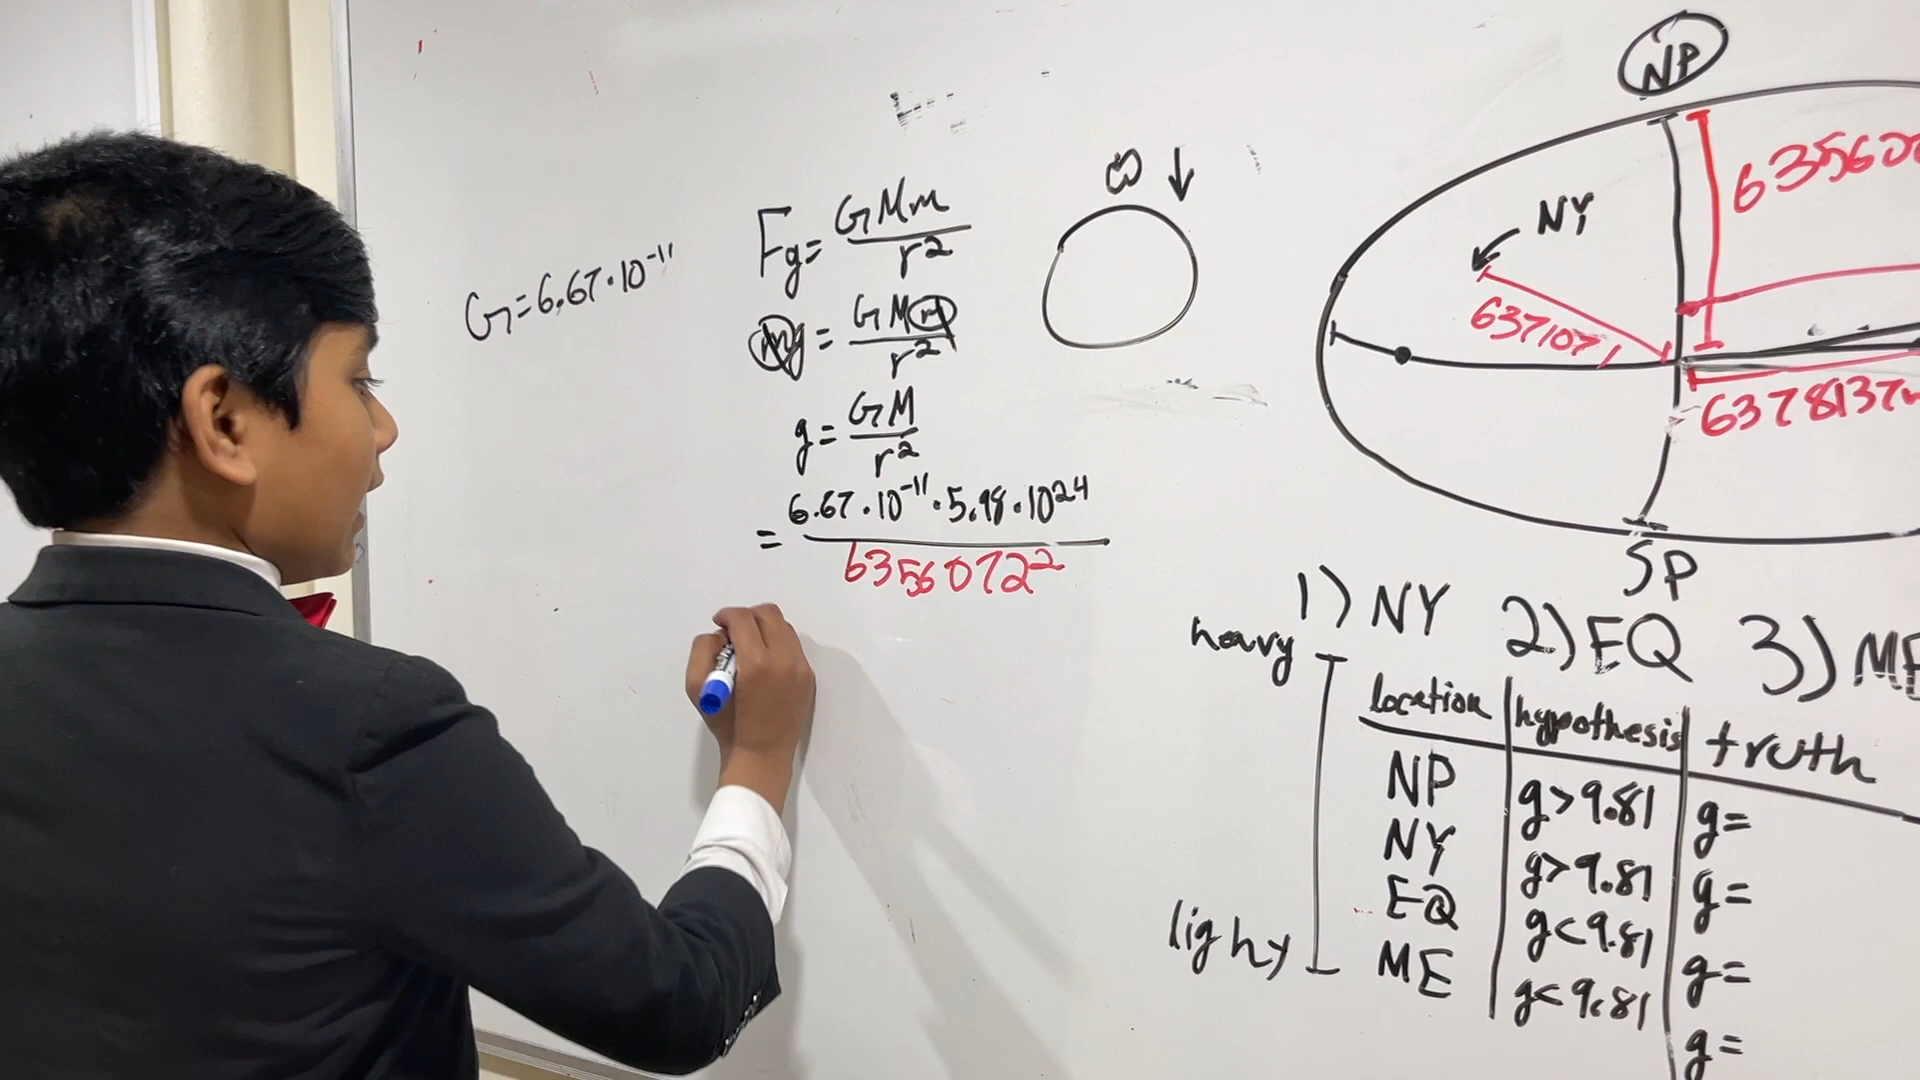 G=6.67·10⁻¹¹
Fg = GMm / r²
mg = GMm / r²
g = GM / r²
= 6.67·10⁻¹¹·5.98·10²⁴ / 6356072²
NP
635607
NY
6371071
6378137m
SP
1) NY 2) EQ 3) ME
heavy
lighy
location hypothesis truth
NP g>9.81 g=
NY g>9.81 g=
EQ g<9.81 g=
ME g<9.81 g=